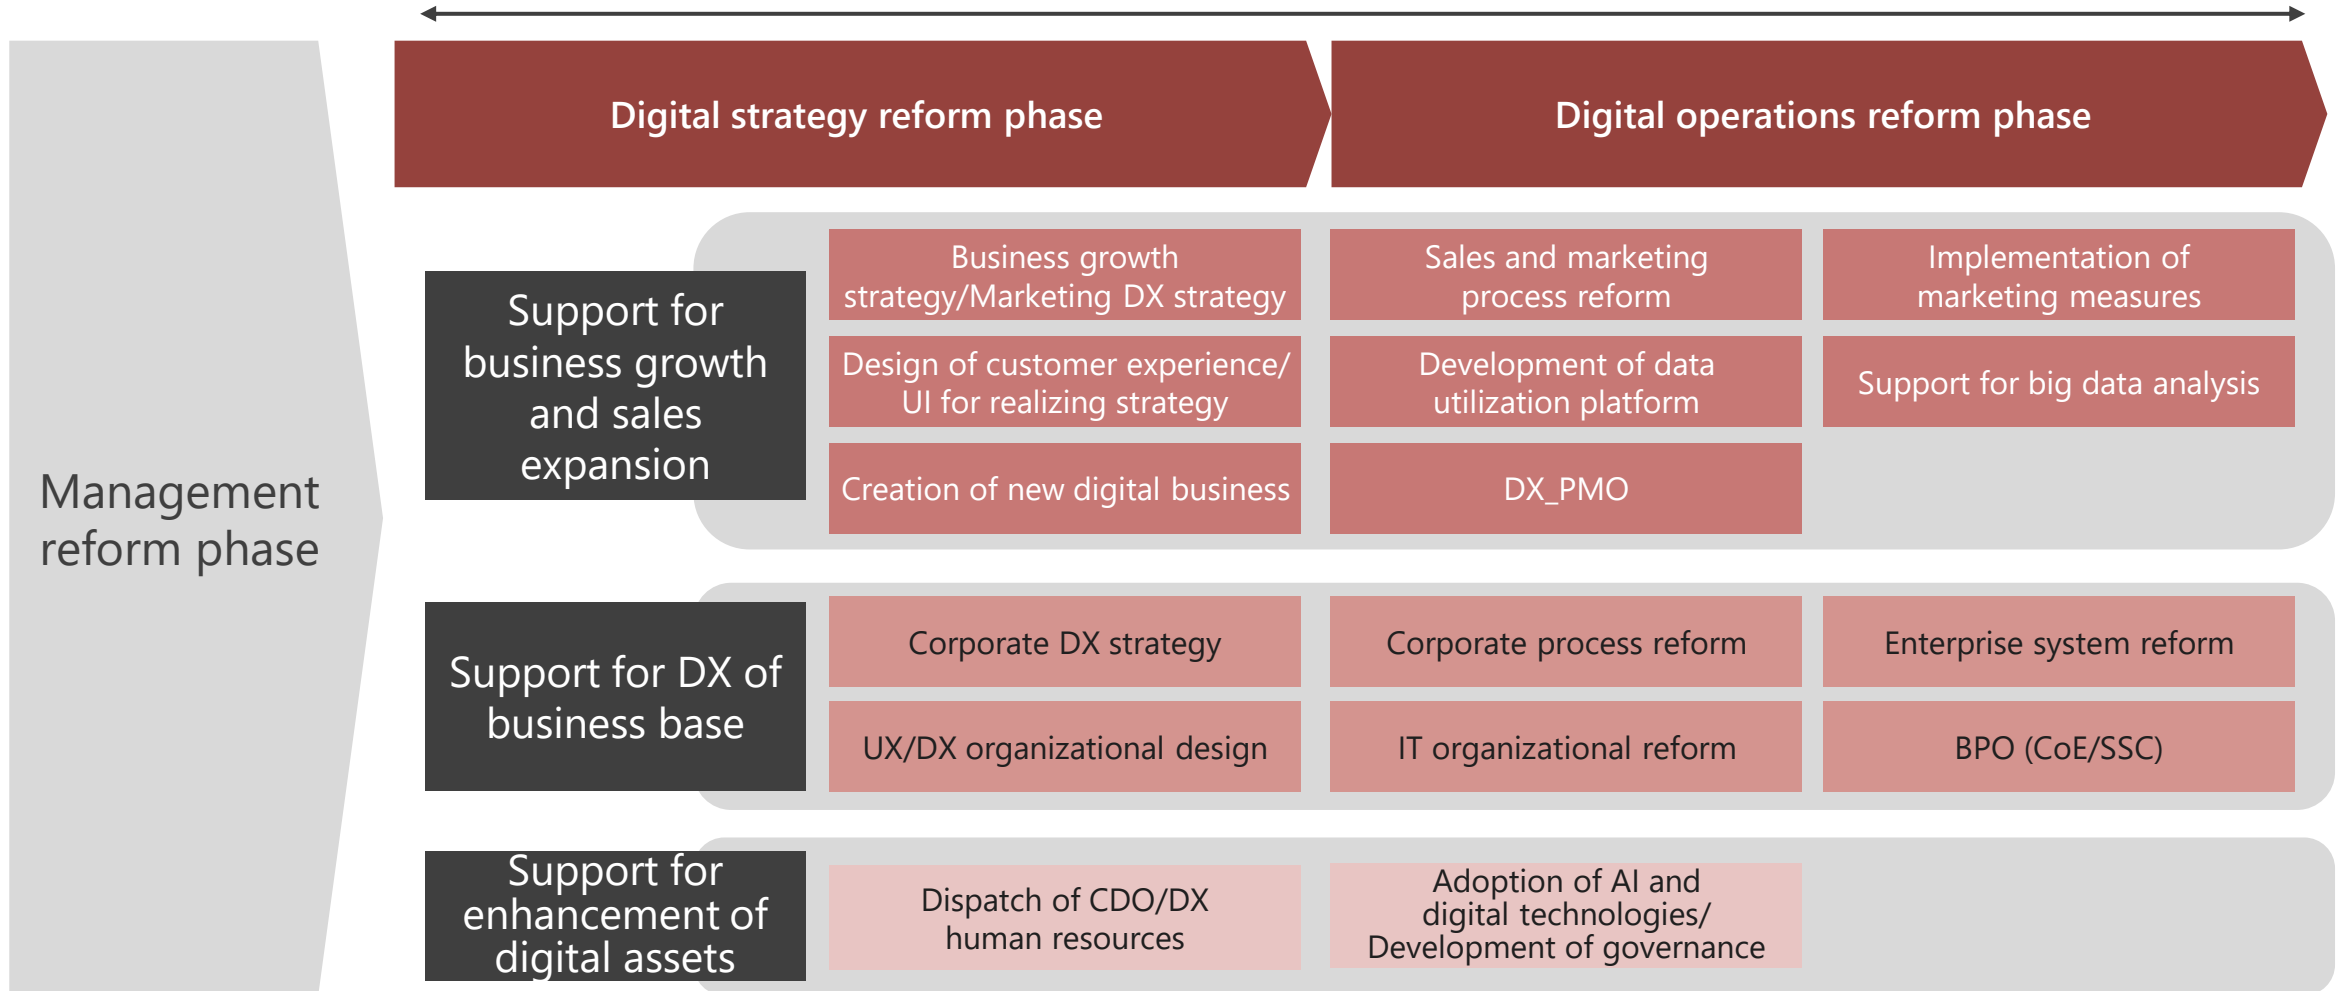 Digital strategy reform phase
Digital operations reform phase
Management
reform phase
Support for
business growth
and sales
expansion
Business growth
strategy/Marketing DX strategy
Sales and marketing
process reform
Implementation of
marketing measures
Design of customer experience/
UI for realizing strategy
Development of data
utilization platform
Support for big data analysis
Creation of new digital business
DX_PMO
Support for DX of
business base
Corporate DX strategy
Corporate process reform
Enterprise system reform
UX/DX organizational design
IT organizational reform
BPO (CoE/SSC)
Support for
enhancement of
digital assets
Dispatch of CDO/DX
human resources
Adoption of AI and
digital technologies/
Development of governance